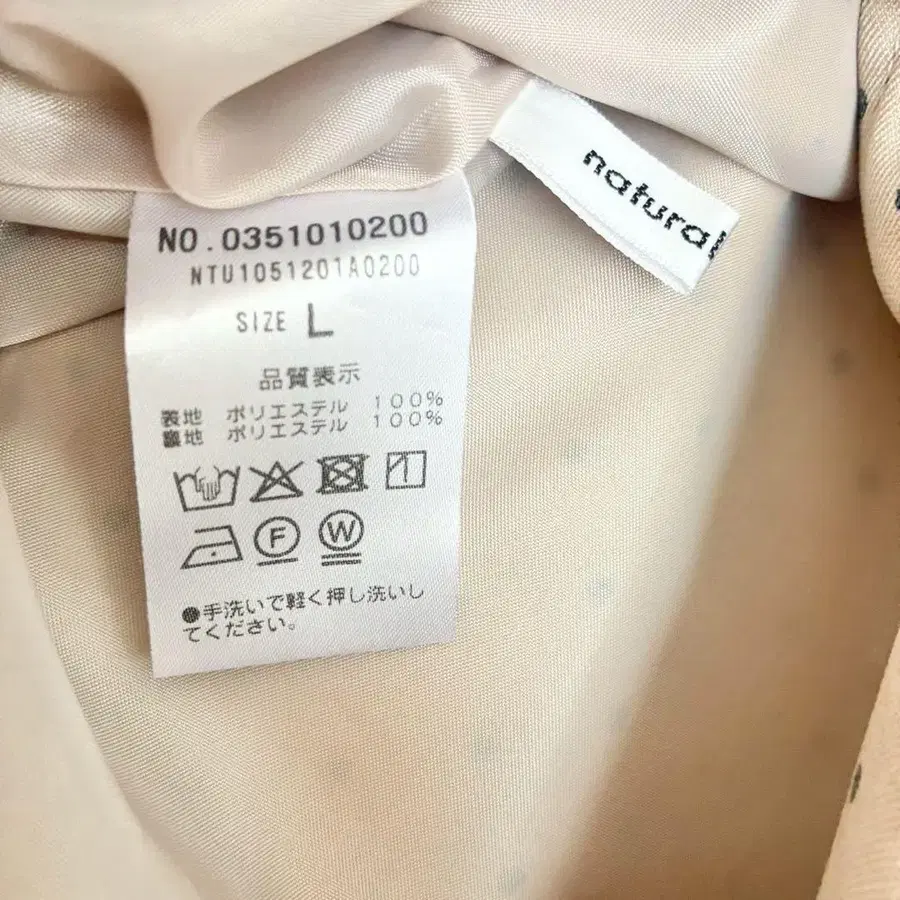 natural
NO.0351010200
NTU1051201A0200
SIZE L
品質表示
表地 ポリエステル 100%
裏地 ポリエステル 100%
F W
●手洗いで軽く押し洗いし
てください。